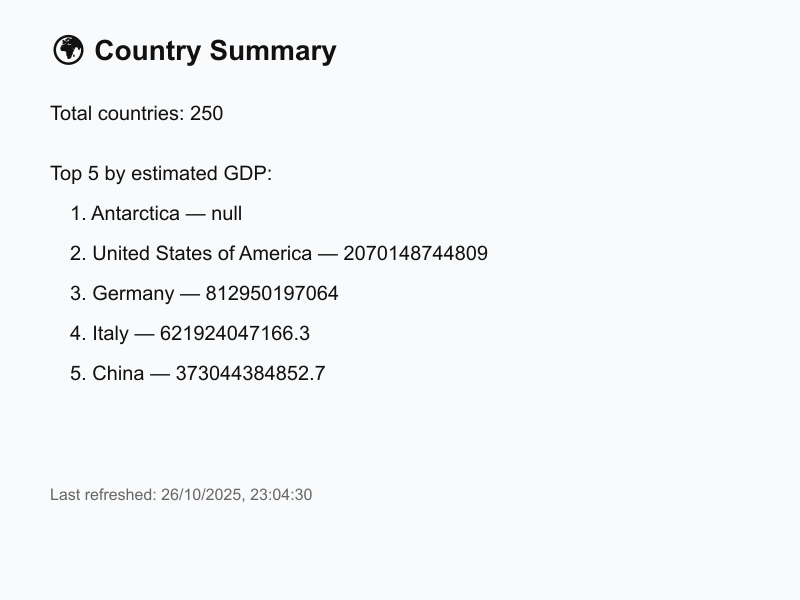 🌍 Country Summary
Total countries: 250
Top 5 by estimated GDP:
1. Antarctica — null
2. United States of America — 2070148744809
3. Germany — 812950197064
4. Italy — 621924047166.3
5. China — 373044384852.7
Last refreshed: 26/10/2025, 23:04:30